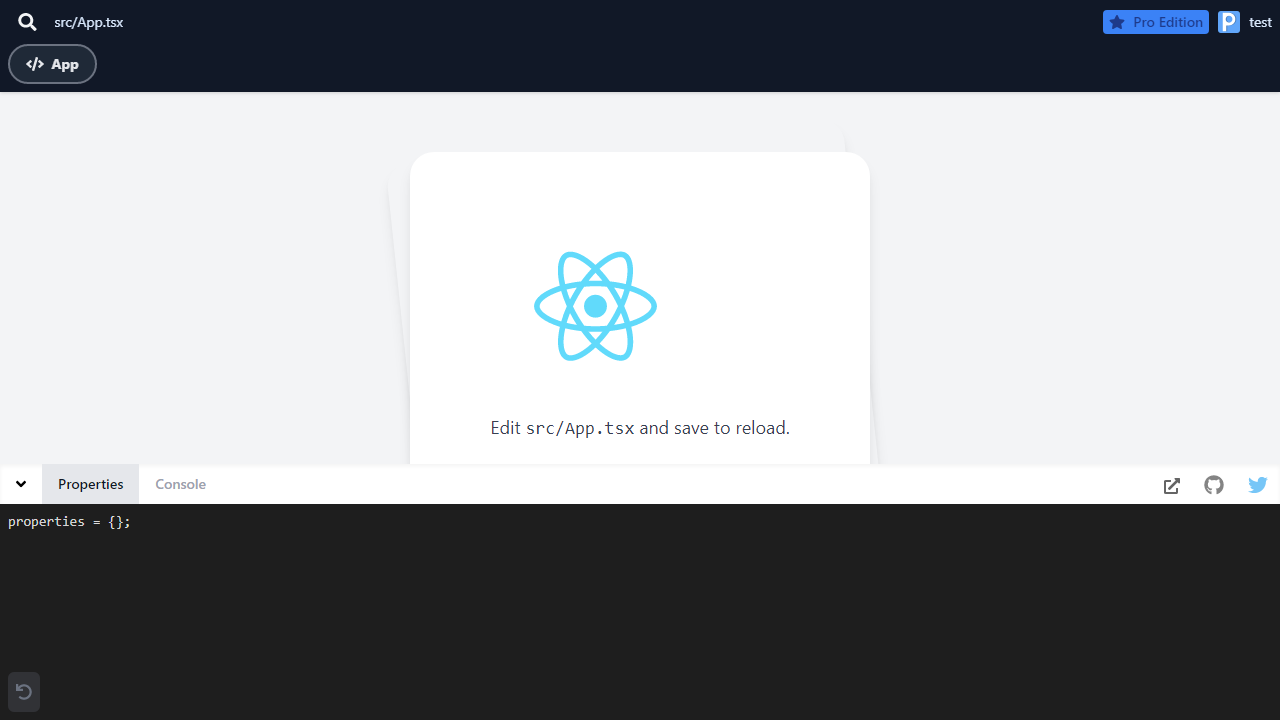 src/App.tsx
Pro Edition
test
App
Edit src/App.tsx and save to reload.
Properties
Console
properties = {};